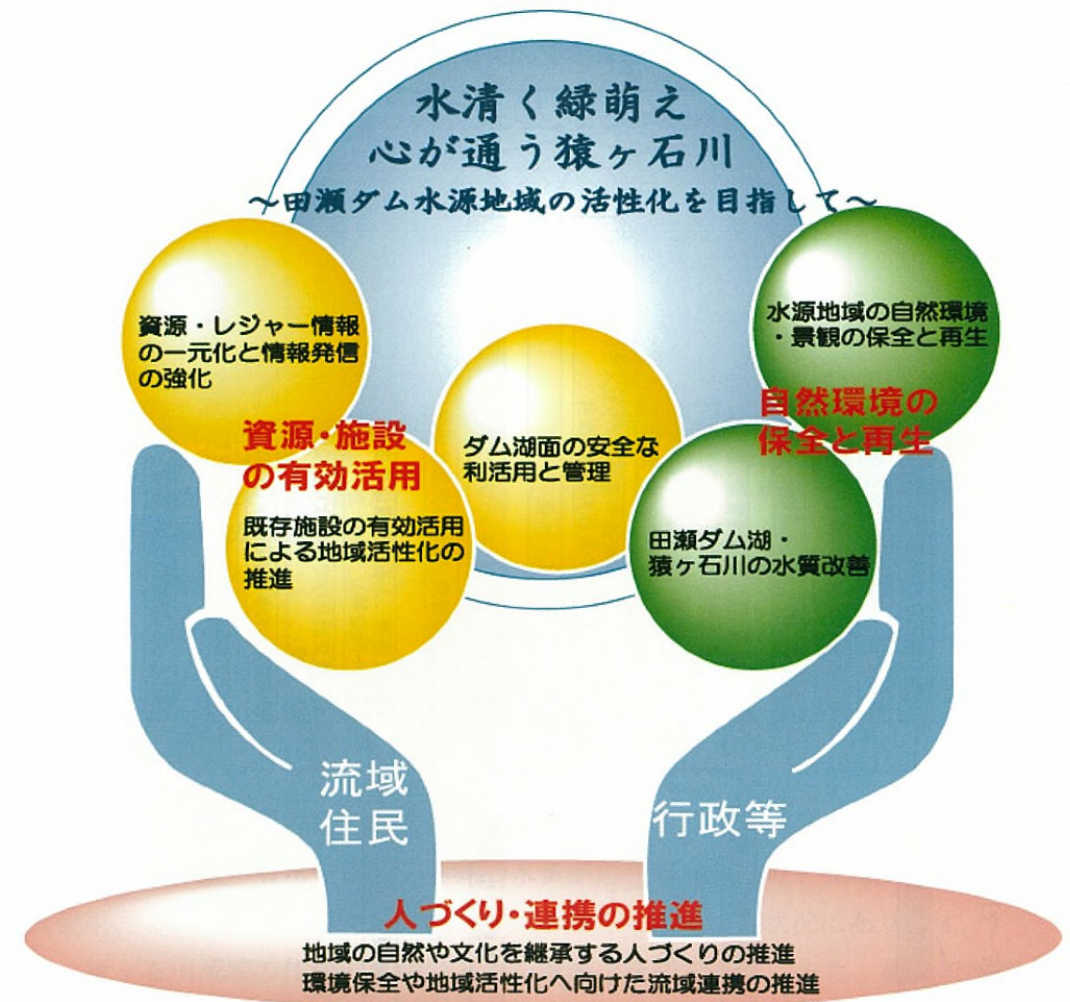 水清く緑萌え
心が通う猿ヶ石川
～田瀬ダム水源地域の活性化を目指して～
資源・レジャー情報
の一元化と情報発信
の強化
水源地域の自然環境
・景観の保全と再生
資源・施設
の有効活用
自然環境の
保全と再生
ダム湖面の安全な
利活用と管理
既存施設の有効活用
による地域活性化の
推進
田瀬ダム湖・
猿ヶ石川の水質改善
流域
住民
行政等
人づくり・連携の推進
地域の自然や文化を継承する人づくりの推進
環境保全や地域活性化へ向けた流域連携の推進